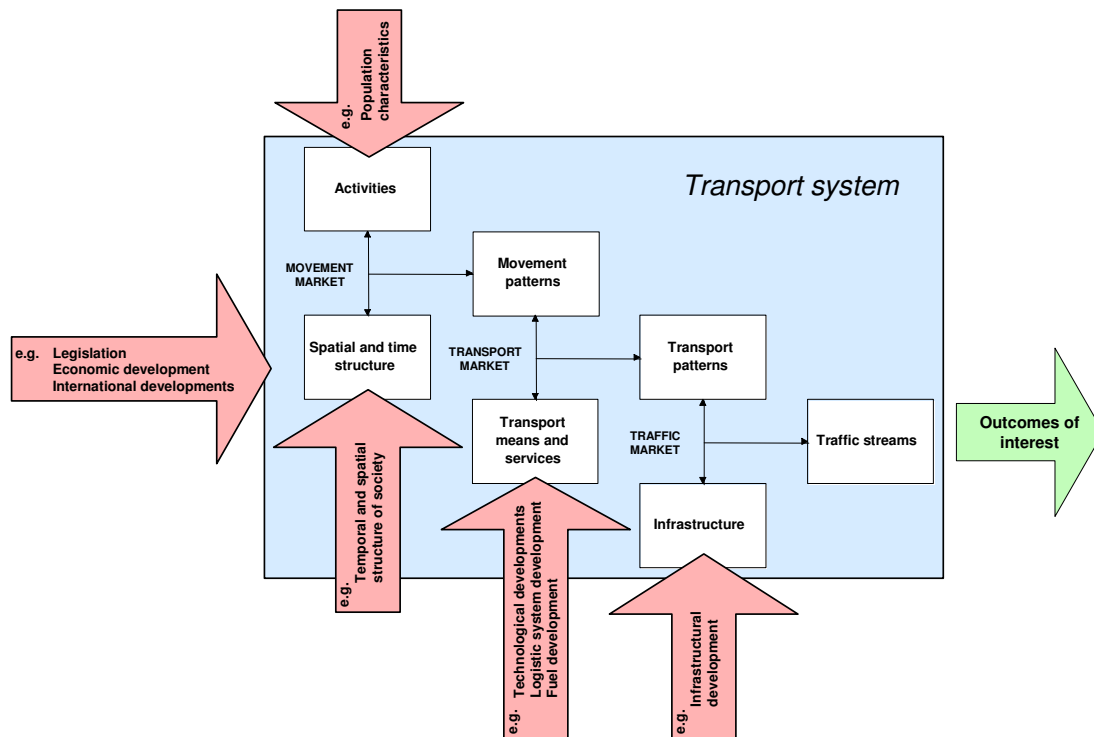 e.g.
Population
characteristics
Transport system
Activities
MOVEMENT
MARKET
Movement
patterns
e.g. Legislation
Economic development
International developments
Spatial and time
structure
TRANSPORT
MARKET
Transport
patterns
Transport
means and
services
TRAFFIC
MARKET
Traffic streams
Outcomes of
interest
Infrastructure
e.g.
Temporal and spatial
structure of society
e.g.
Technological developments
Logistic system development
Fuel development
e.g.
Infrastructural
development